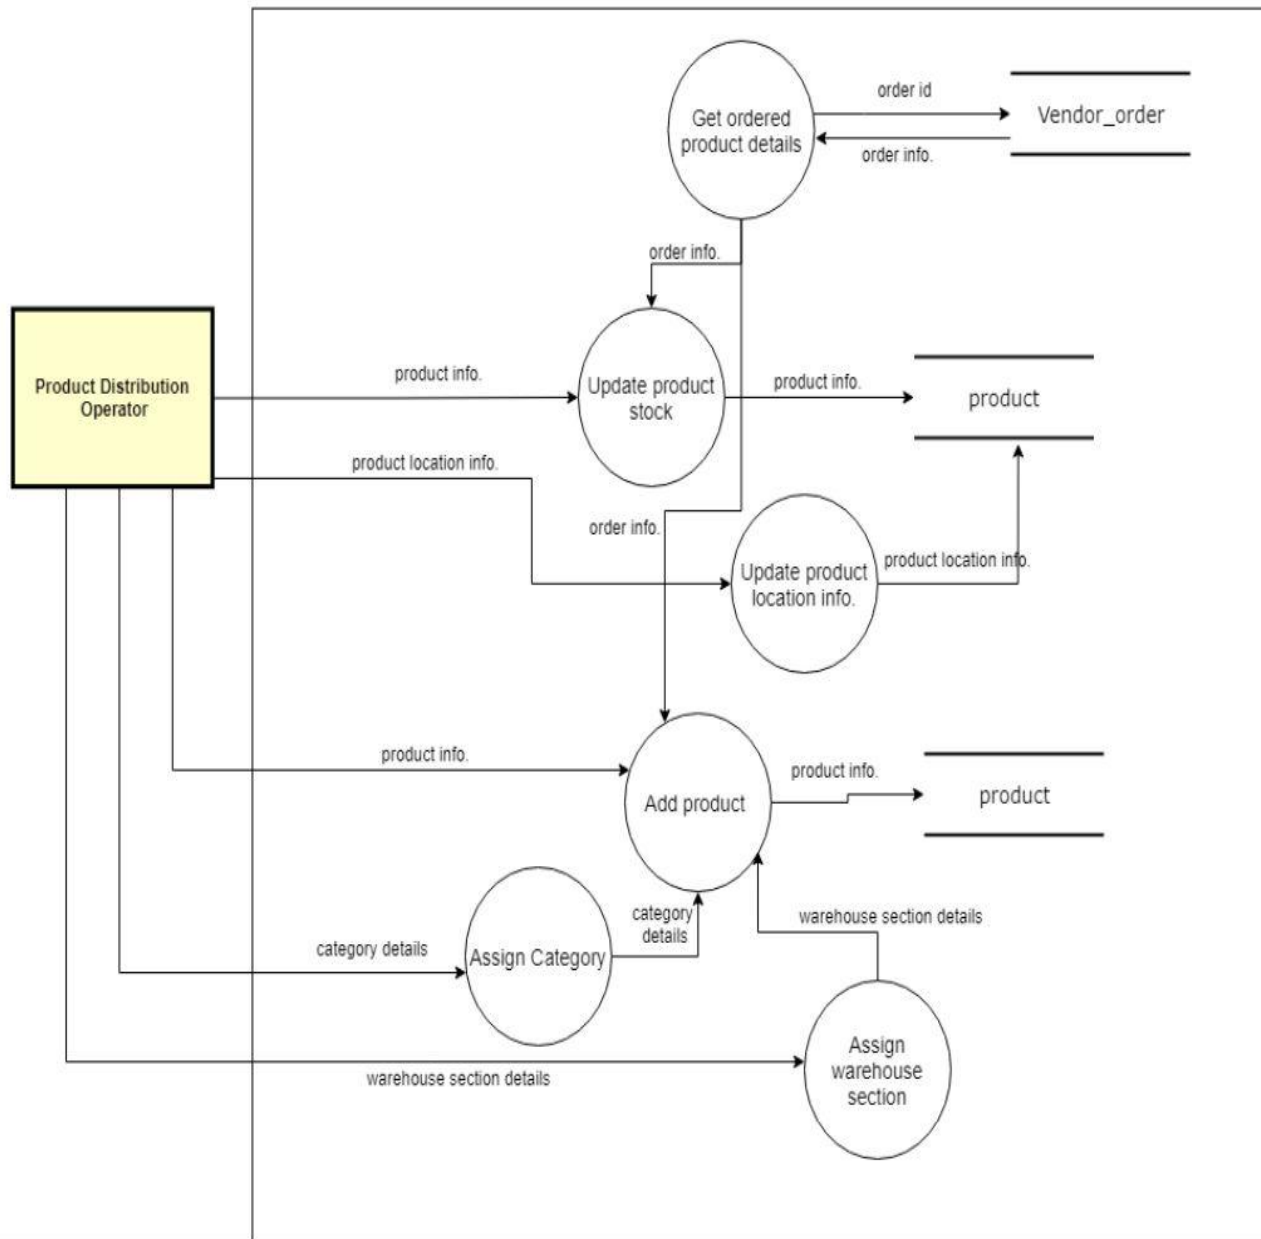 order id
Get ordered
product details
Vendor_order
order info.
order info.
Product Distribution
Operator
product info.
Update product
stock
product info.
product
product location info.
order info.
Update product
location info.
product location info.
product info.
Add product
product info.
product
category details
Assign Category
category
details
warehouse section details
warehouse section details
Assign
warehouse
section